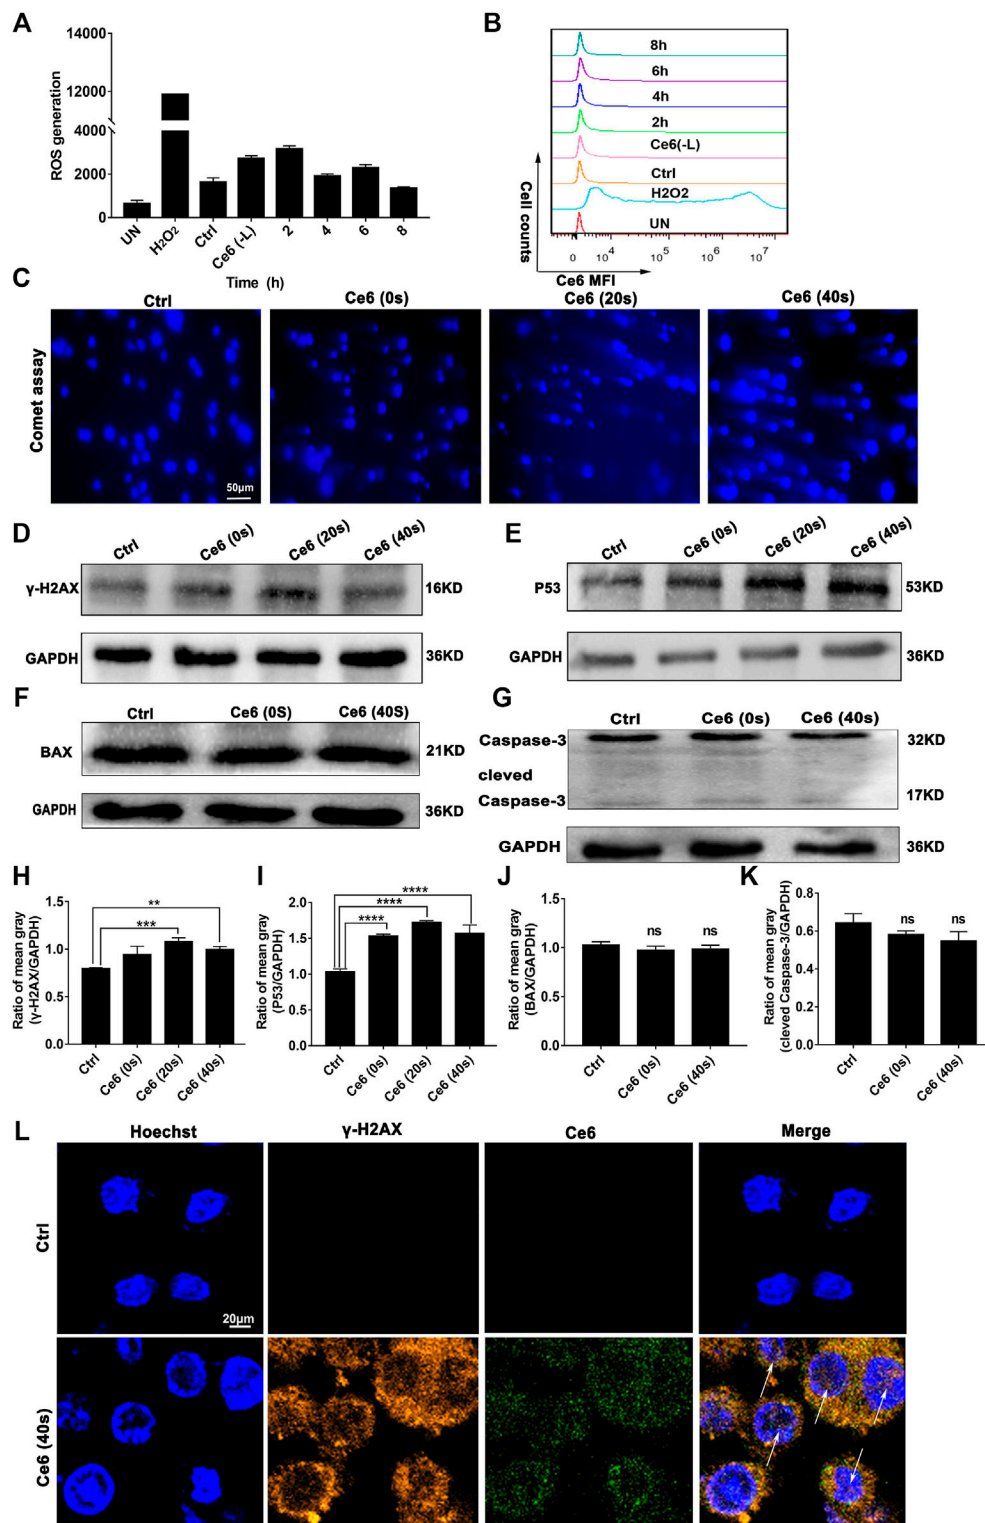 A
ROS generation
14000
12000
4000
2000
0
UN
H2O2
Ctrl
Ce6 (-L)
2
4
6
8
Time (h)
B
Cell counts
8h
6h
4h
2h
Ce6(-L)
Ctrl
H2O2
UN
0
10^4
10^5
10^6
10^7
Ce6 MFI
C
Ctrl
Ce6 (0s)
Ce6 (20s)
Ce6 (40s)
Comet assay
50μm
D
Ctrl
Ce6 (0s)
Ce6 (20s)
Ce6 (40s)
γ-H2AX
16KD
GAPDH
36KD
E
Ctrl
Ce6 (0s)
Ce6 (20s)
Ce6 (40s)
P53
53KD
GAPDH
36KD
F
Ctrl
Ce6 (0S)
Ce6 (40S)
BAX
21KD
GAPDH
36KD
G
Ctrl
Ce6 (0s)
Ce6 (40s)
Caspase-3
32KD
cleved
Caspase-3
17KD
GAPDH
36KD
H
Ratio of mean gray
(γ-H2AX/GAPDH)
1.5
1.0
0.5
0.0
**
***
Ctrl
Ce6 (0s)
Ce6 (20s)
Ce6 (40s)
I
Ratio of mean gray
(P53/GAPDH)
2.0
1.5
1.0
0.5
0.0
****
****
****
Ctrl
Ce6 (0s)
Ce6 (20s)
Ce6 (40s)
J
Ratio of mean gray
(BAX/GAPDH)
1.5
1.0
0.5
0.0
ns
ns
Ctrl
Ce6 (0s)
Ce6 (40s)
K
Ratio of mean gray
(cleved Caspase-3/GAPDH)
0.8
0.6
0.4
0.2
0.0
ns
ns
Ctrl
Ce6 (0s)
Ce6 (40s)
L
Hoechst
γ-H2AX
Ce6
Merge
Ctrl
20μm
Ce6 (40s)